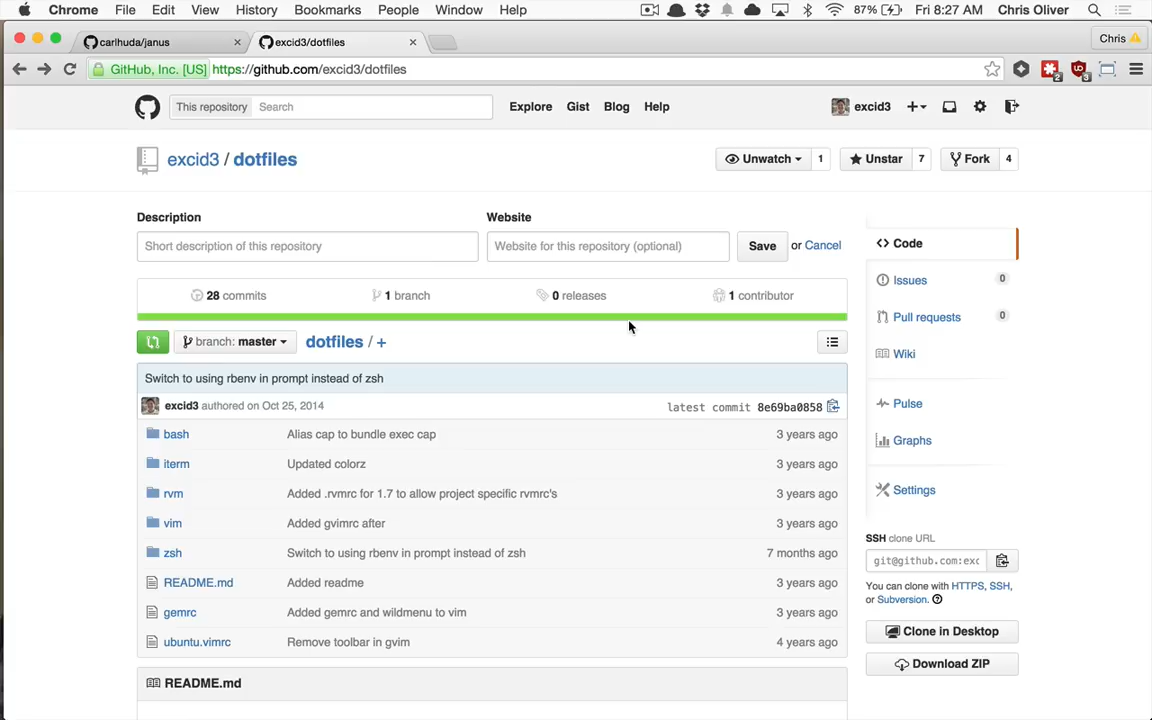 Chrome File Edit View History Bookmarks People Window Help 87% Fri 8:27 AM Chris Oliver
carlhuda/janus excid3/dotfiles Chris
GitHub, Inc. [US] https://github.com/excid3/dotfiles 2 3
This repository Search Explore Gist Blog Help excid3
excid3 / dotfiles Unwatch 1 Unstar 7 Fork 4
Description Website
Short description of this repository Website for this repository (optional) Save or Cancel
28 commits 1 branch 0 releases 1 contributor
branch: master dotfiles / +
Switch to using rbenv in prompt instead of zsh
excid3 authored on Oct 25, 2014 latest commit 8e69ba0858
bash Alias cap to bundle exec cap 3 years ago
iterm Updated colorz 3 years ago
rvm Added .rvmrc for 1.7 to allow project specific rvmrc's 3 years ago
vim Added gvimrc after 3 years ago
zsh Switch to using rbenv in prompt instead of zsh 7 months ago
README.md Added readme 3 years ago
gemrc Added gemrc and wildmenu to vim 3 years ago
ubuntu.vimrc Remove toolbar in gvim 4 years ago
README.md
Code
Issues 0
Pull requests 0
Wiki
Pulse
Graphs
Settings
SSH clone URL
git@github.com:exc
You can clone with HTTPS, SSH,
or Subversion.
Clone in Desktop
Download ZIP